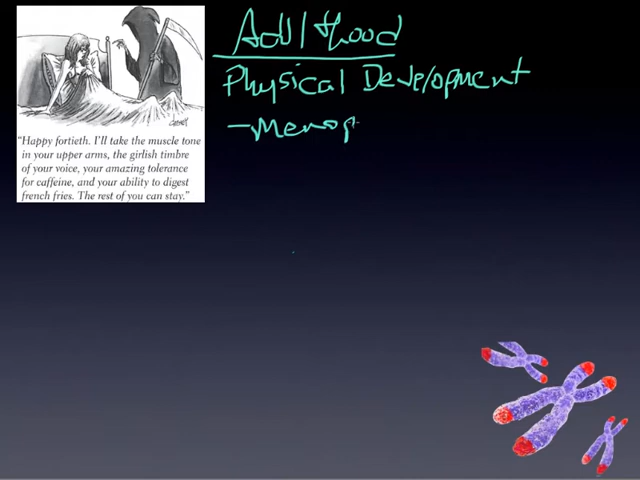 "Happy fortieth. I'll take the muscle tone
in your upper arms, the girlish timbre
of your voice, your amazing tolerance
for caffeine, and your ability to digest
french fries. The rest of you can stay."
Adulthood
Physical Development
-Menop